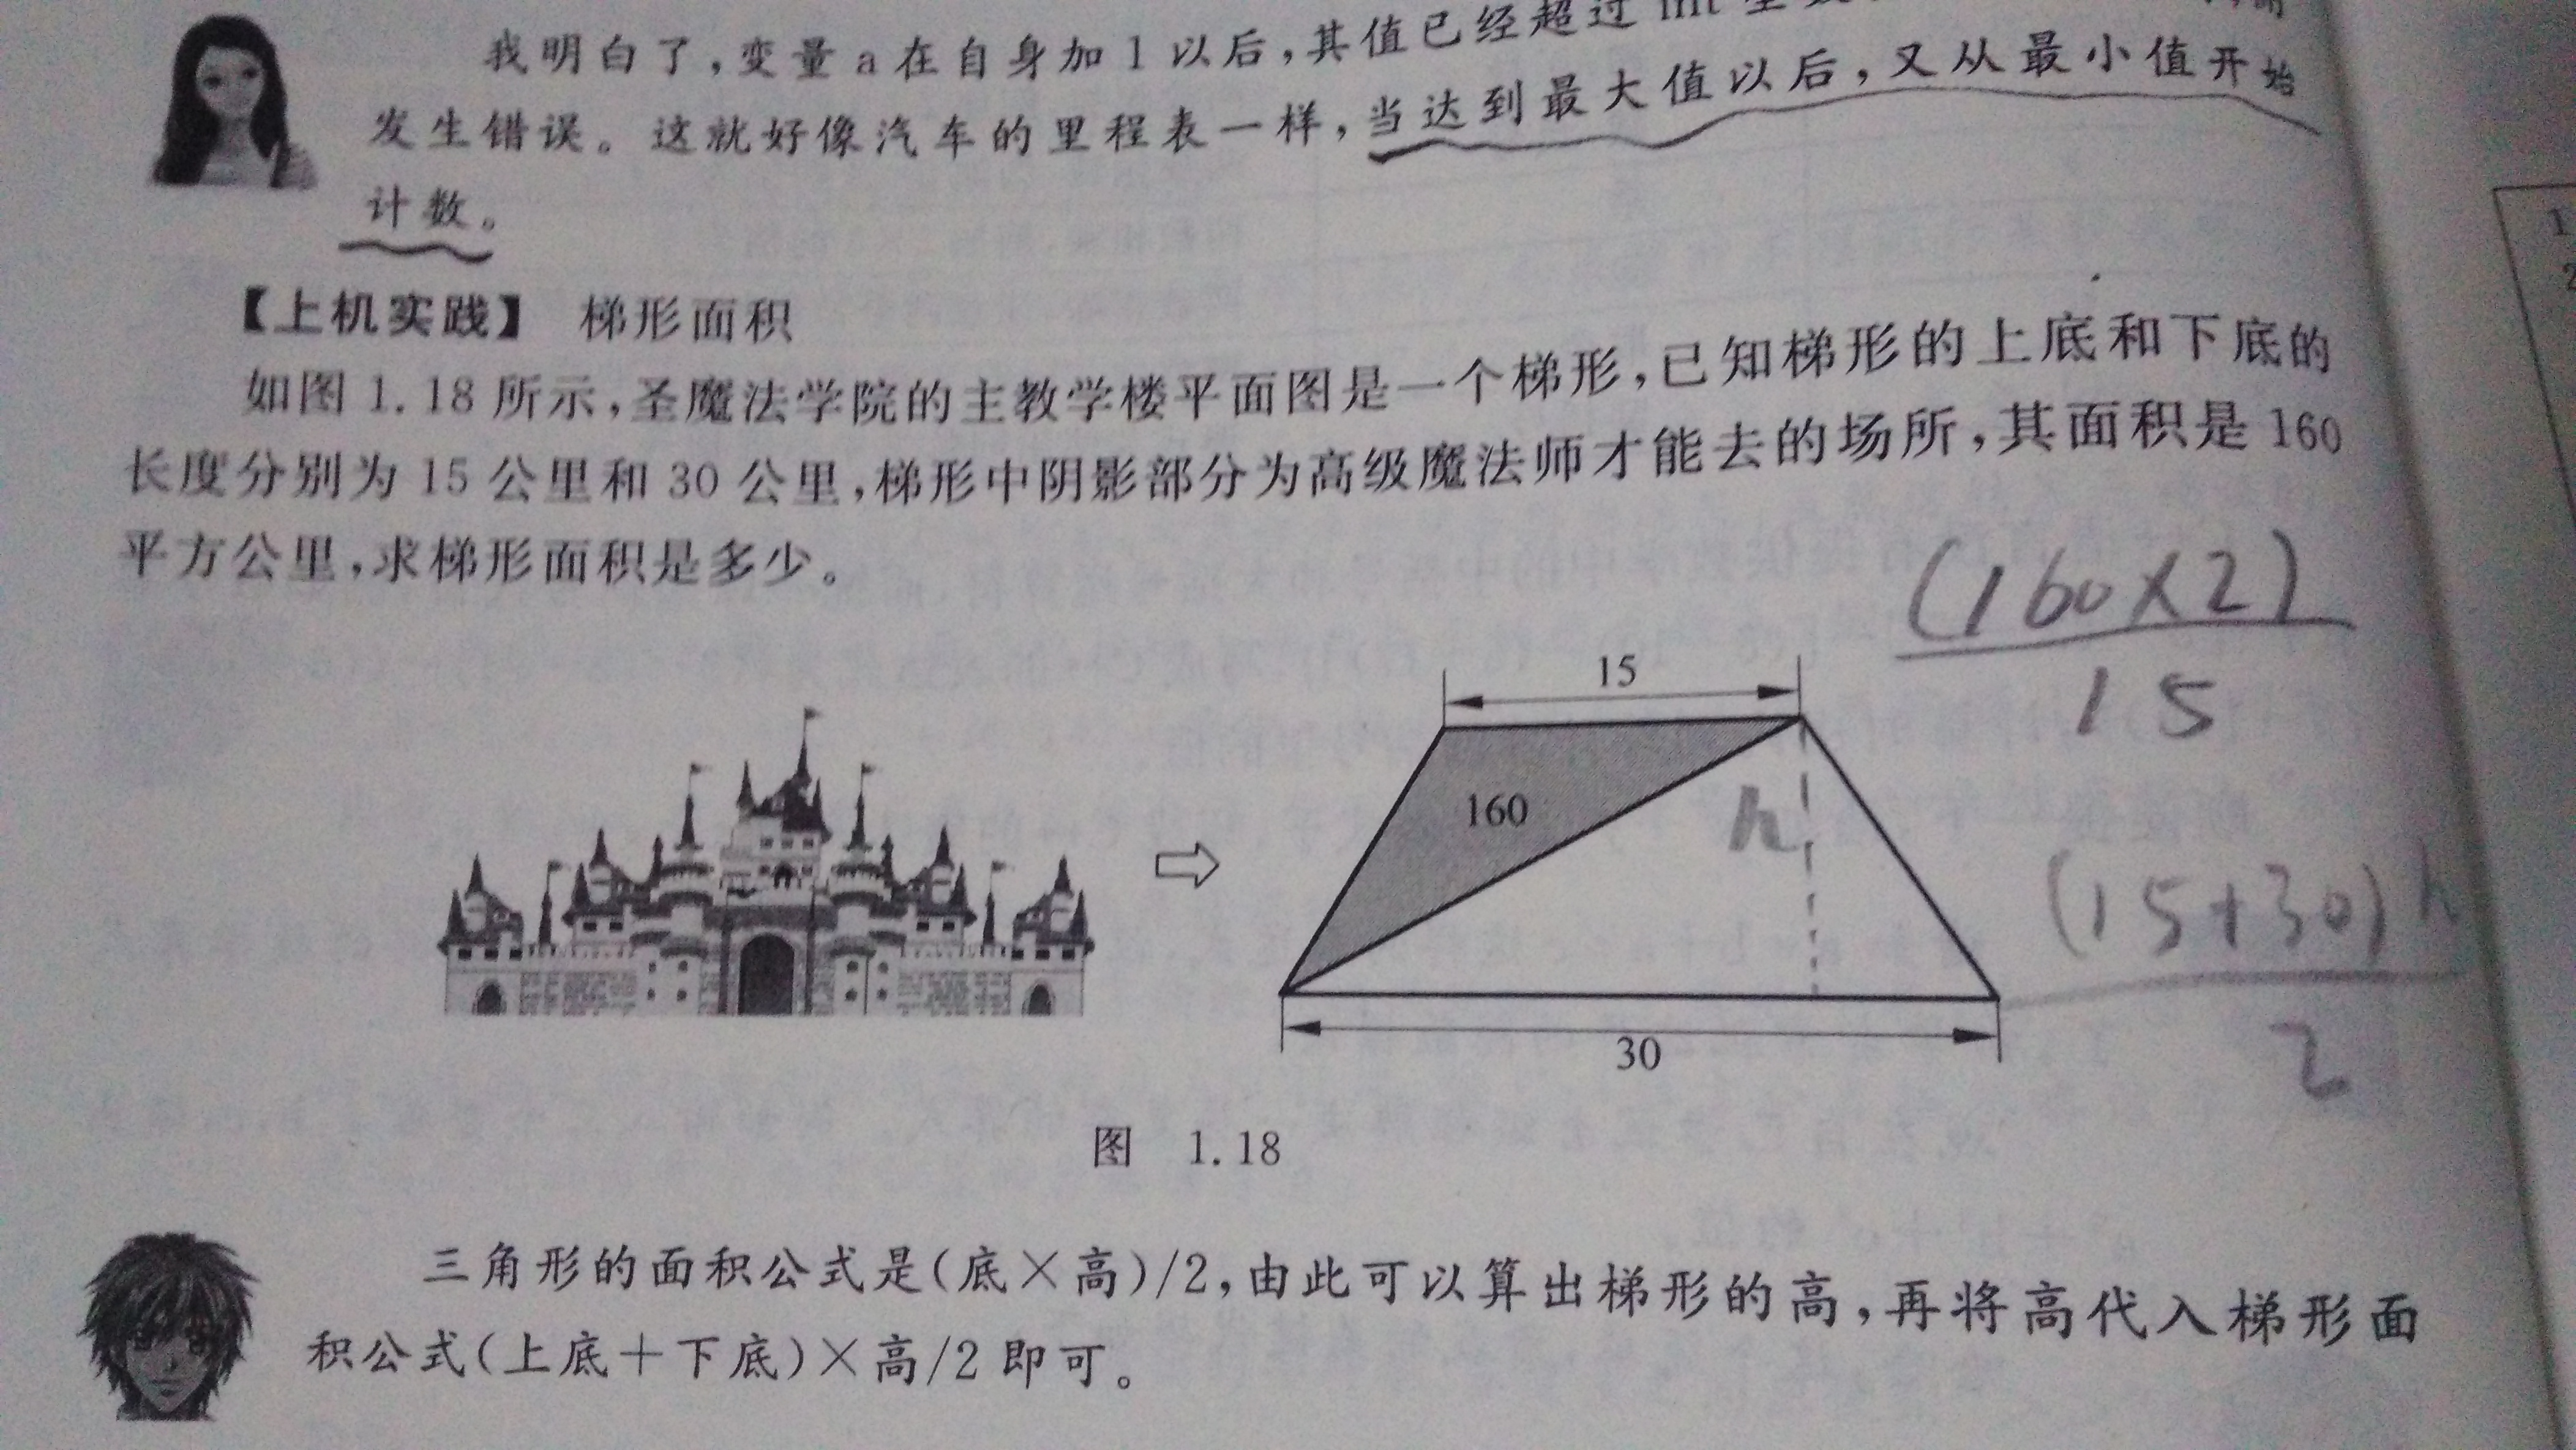 我明白了，变量 a 在自身加 1 以后，其值已经超过 int
发生错误。这就好像汽车的里程表一样，当达到最大值以后，又从最小值开始
计数。
【上机实践】 梯形面积
如图 1.18 所示，圣魔法学院的主教学楼平面图是一个梯形，已知梯形的上底和下底的
长度分别为 15 公里和 30 公里，梯形中阴影部分为高级魔法师才能去的场所，其面积是 160
平方公里，求梯形面积是多少。
(160×2)
15
15
160
h
(15+30)h
2
30
图 1.18
三角形的面积公式是(底×高)/2，由此可以算出梯形的高，再将高代入梯形面
积公式(上底＋下底)×高/2 即可。
1
2